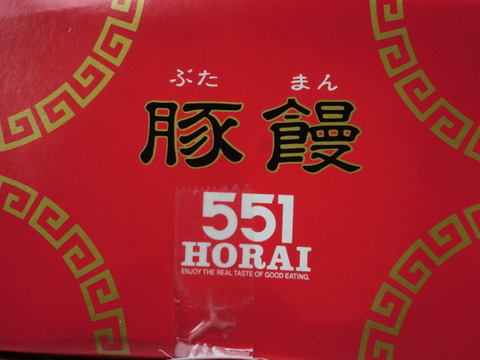 ぶた まん
豚饅
551
HORAI
ENJOY THE REAL TASTE OF GOOD EATING.